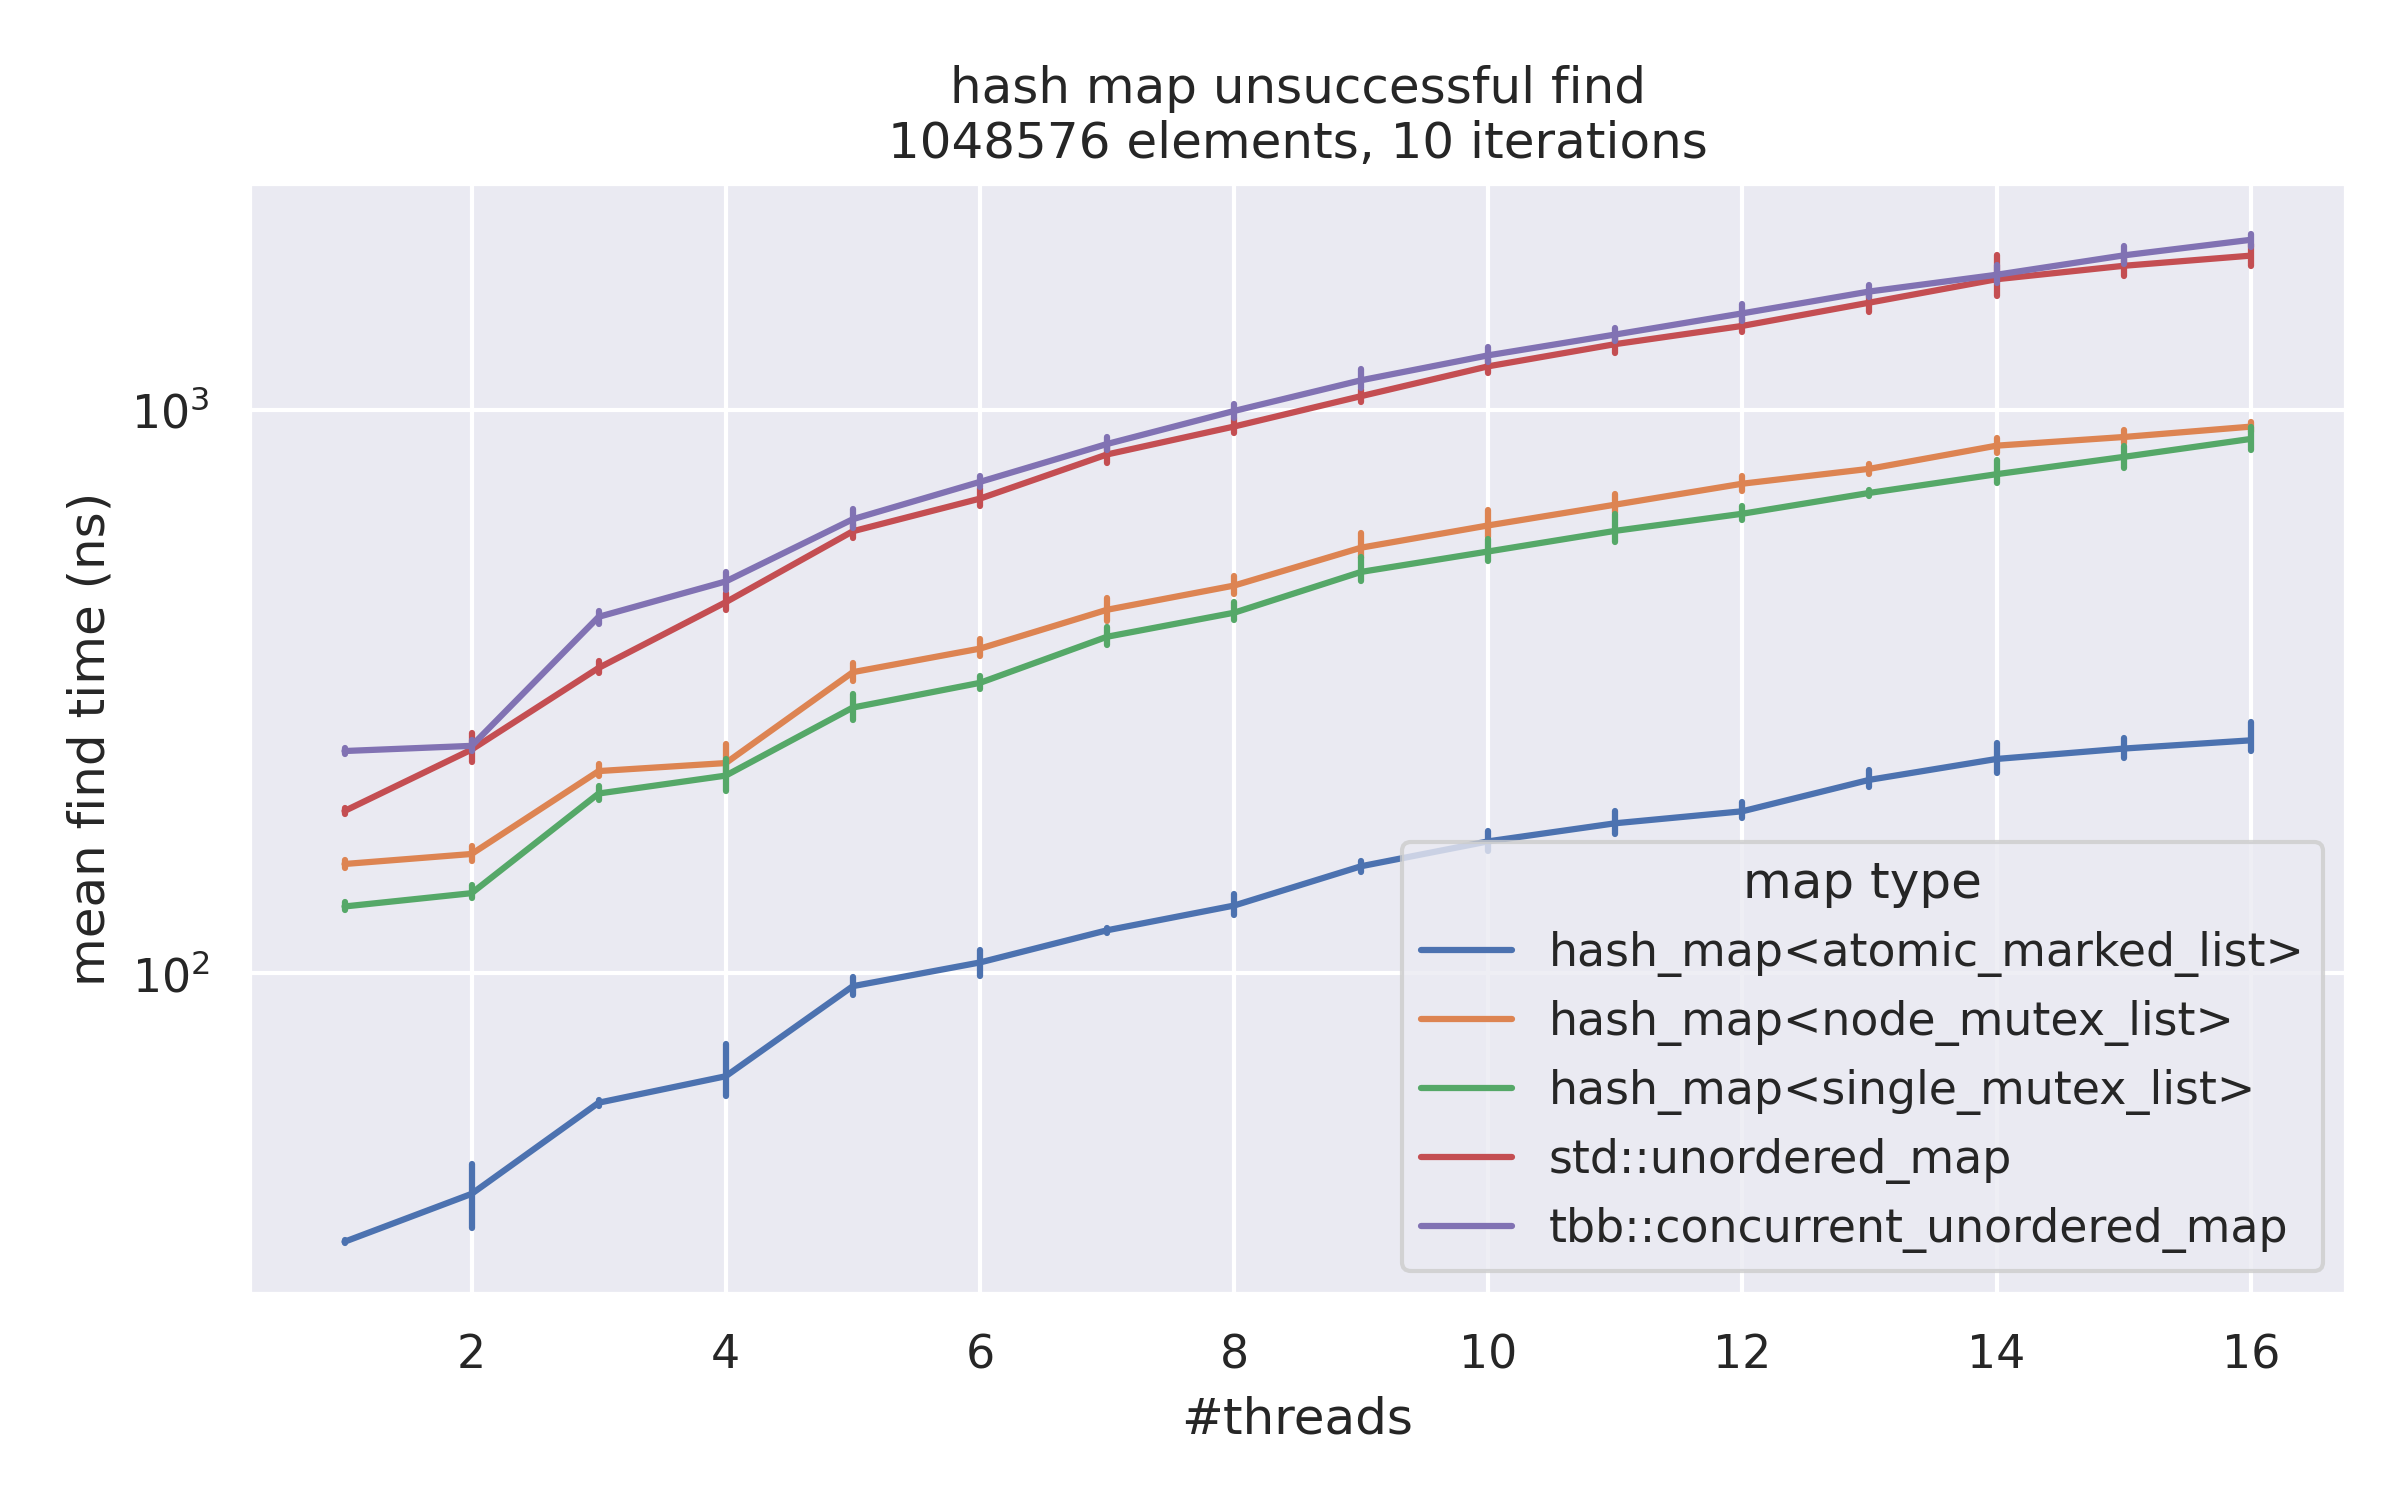 hash map unsuccessful find
1048576 elements, 10 iterations
mean find time (ns)
10³
10²
map type
hash_map<atomic_marked_list>
hash_map<node_mutex_list>
hash_map<single_mutex_list>
std::unordered_map
tbb::concurrent_unordered_map
2 4 6 8 10 12 14 16
#threads